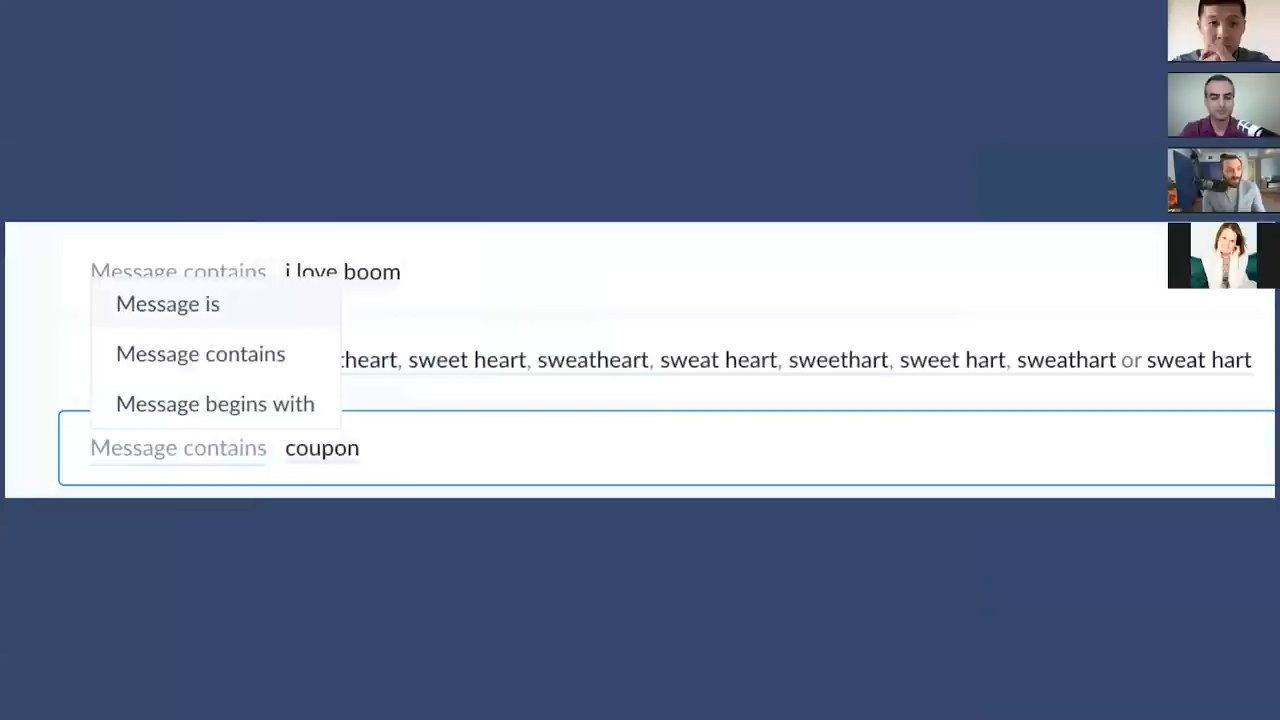 Message contains i love boom
Message is
Message contains
heart, sweet heart, sweatheart, sweat heart, sweethart, sweet hart, sweathart or sweat hart
Message begins with
Message contains coupon